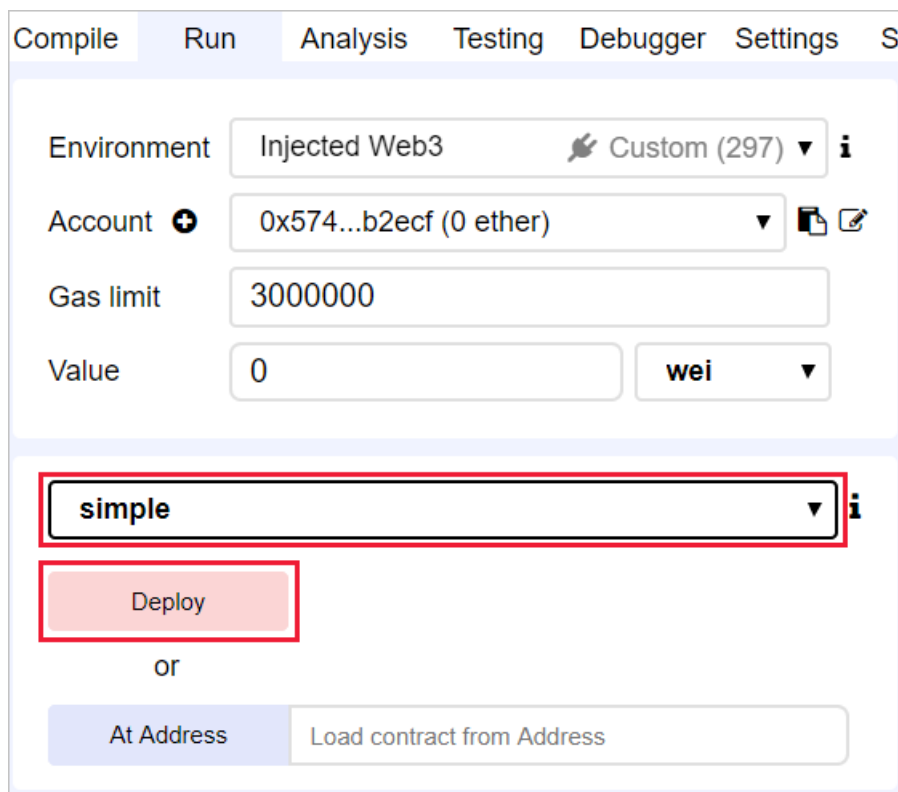 Compile Run Analysis Testing Debugger Settings S
Environment Injected Web3 Custom (297)
Account 0x574...b2ecf (0 ether)
Gas limit 3000000
Value 0 wei
simple
Deploy
or
At Address Load contract from Address